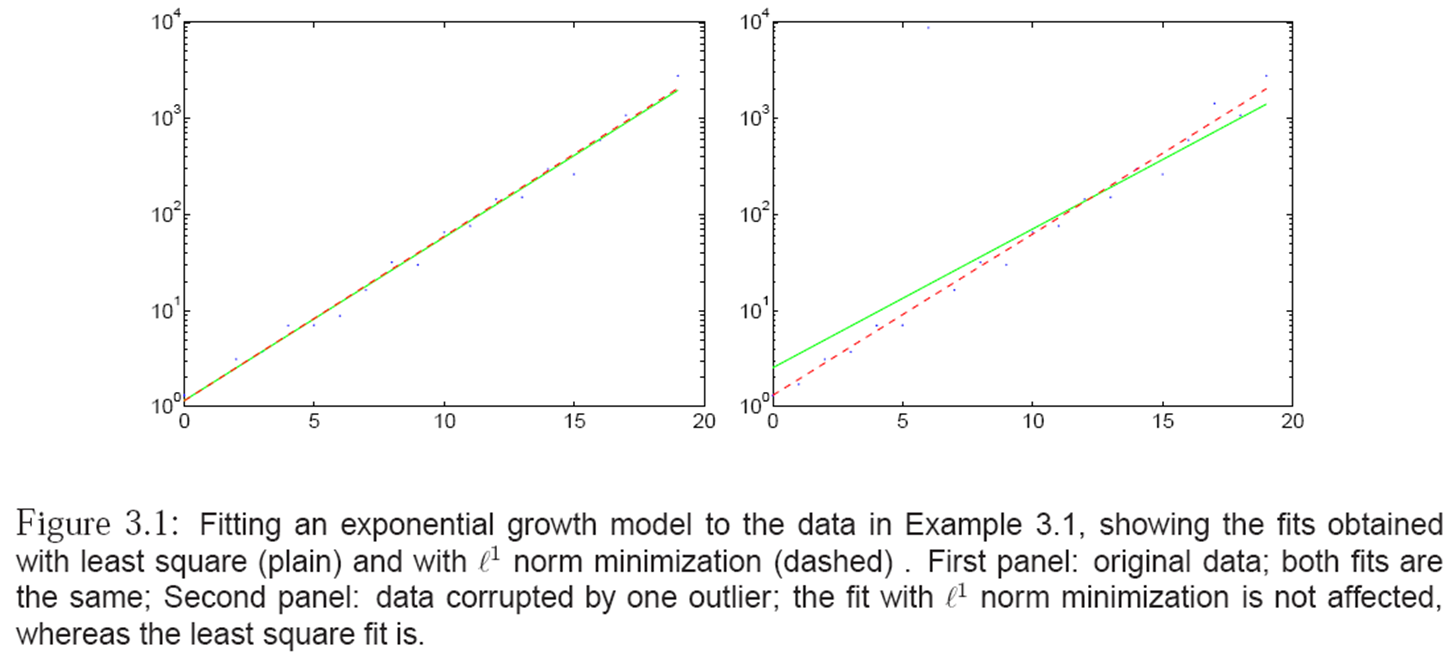 10^4
10^3
10^2
10^1
10^0
0 5 10 15 20
10^4
10^3
10^2
10^1
10^0
0 5 10 15 20
Figure 3.1: Fitting an exponential growth model to the data in Example 3.1, showing the fits obtained
with least square (plain) and with ℓ^1 norm minimization (dashed) . First panel: original data; both fits are
the same; Second panel: data corrupted by one outlier; the fit with ℓ^1 norm minimization is not affected,
whereas the least square fit is.